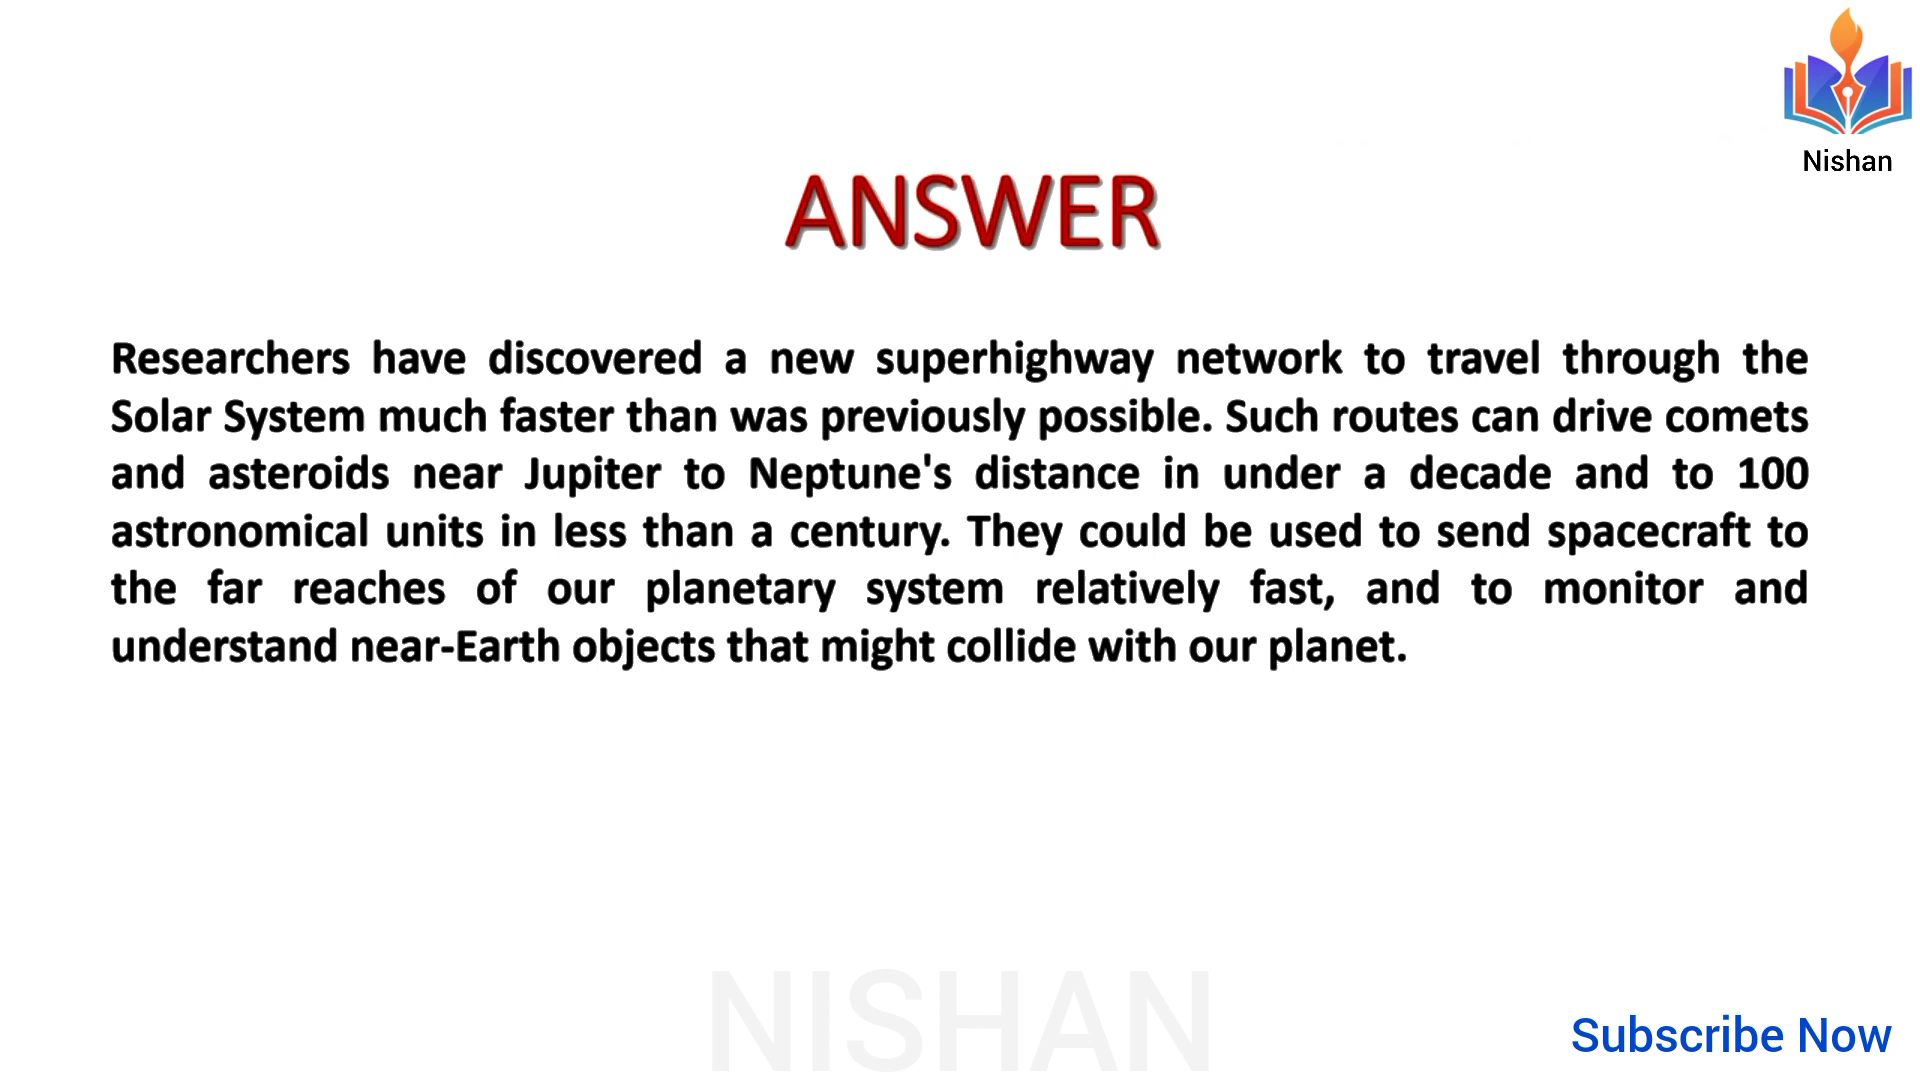 Nishan
ANSWER
Researchers have discovered a new superhighway network to travel through the
Solar System much faster than was previously possible. Such routes can drive comets
and asteroids near Jupiter to Neptune's distance in under a decade and to 100
astronomical units in less than a century. They could be used to send spacecraft to
the far reaches of our planetary system relatively fast, and to monitor and
understand near-Earth objects that might collide with our planet.
NISHAN
Subscribe Now